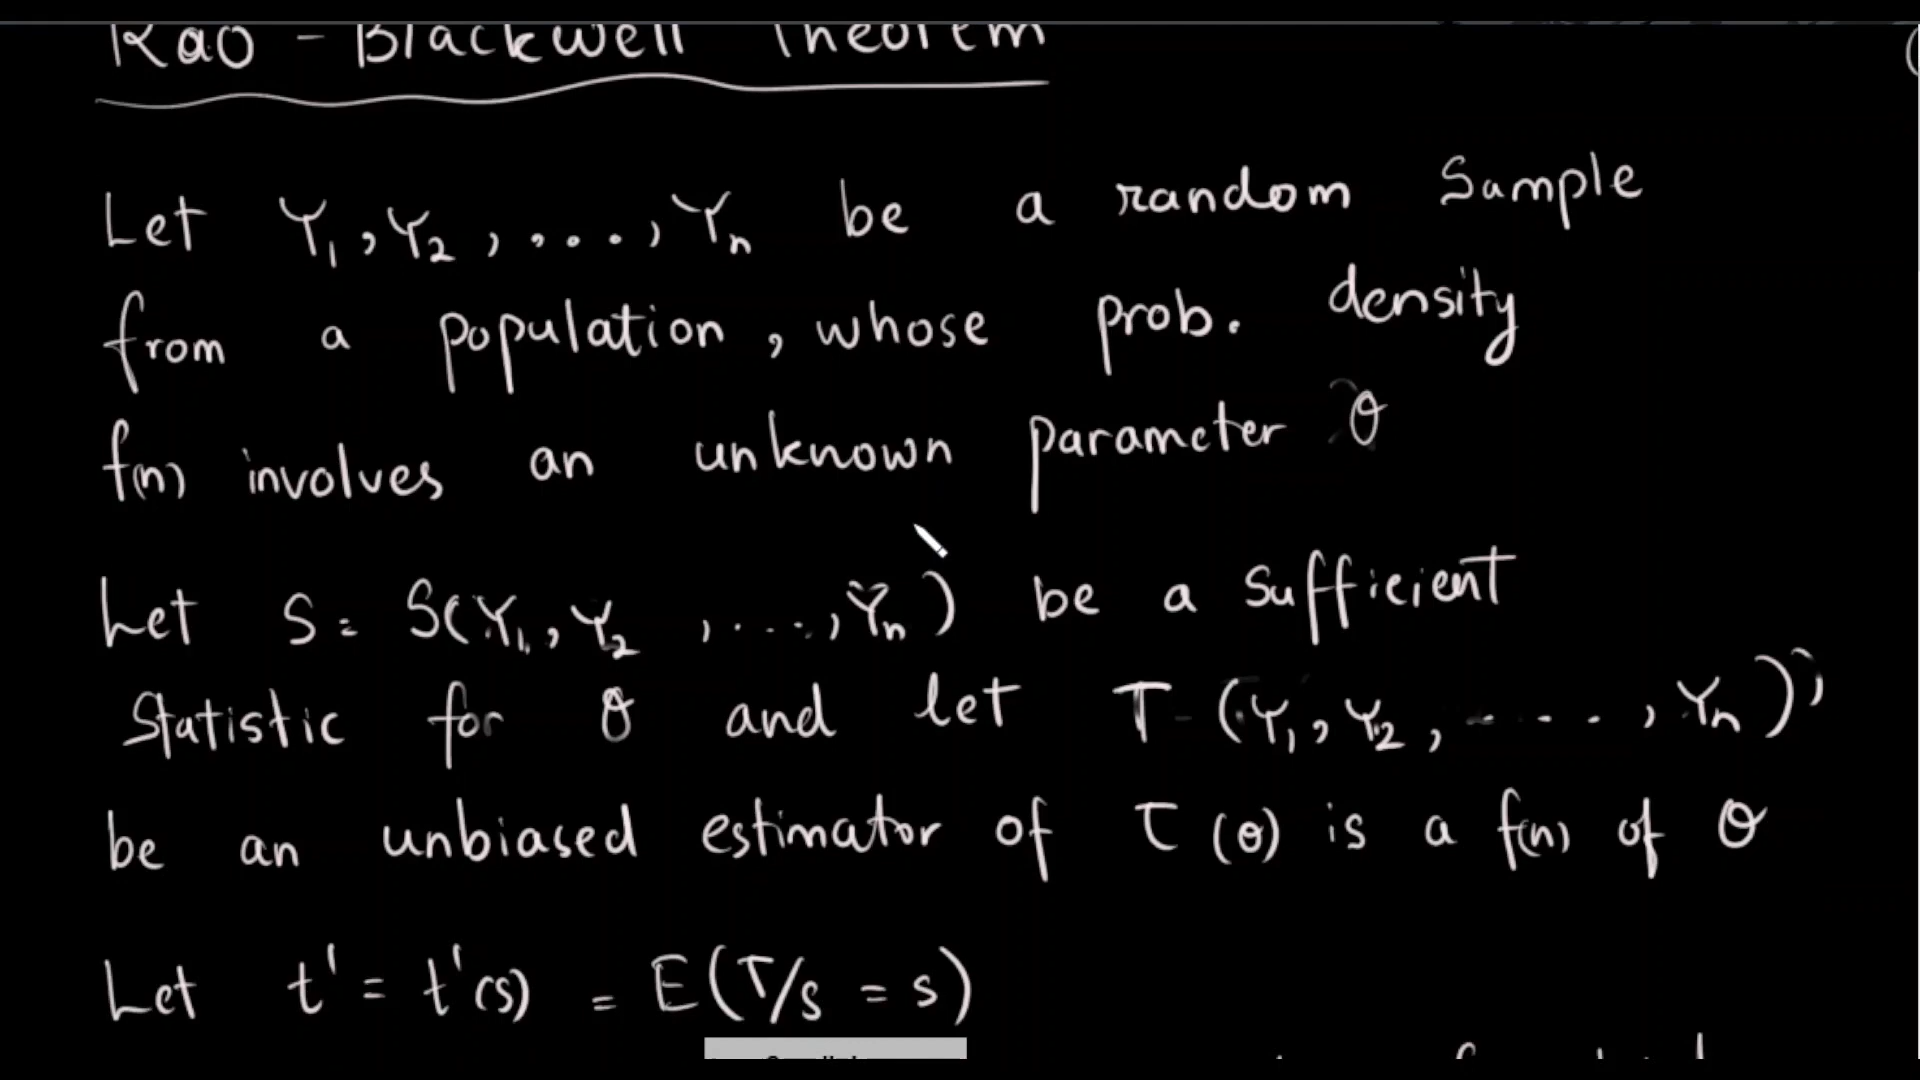 Rao - Blackwell Theorem
Let Y₁, Y₂, ...., Yₙ be a random Sample
from a population, whose prob. density
f(n) involves an unknown parameter θ
Let S = S(Y₁, Y₂, ...., Yₙ) be a Sufficient
Statistic for θ and let T (Y₁, Y₂, ....., Yₙ),
be an unbiased estimator of τ(θ) is a f(n) of θ
Let t' = t'(s) = E(T/S = s)